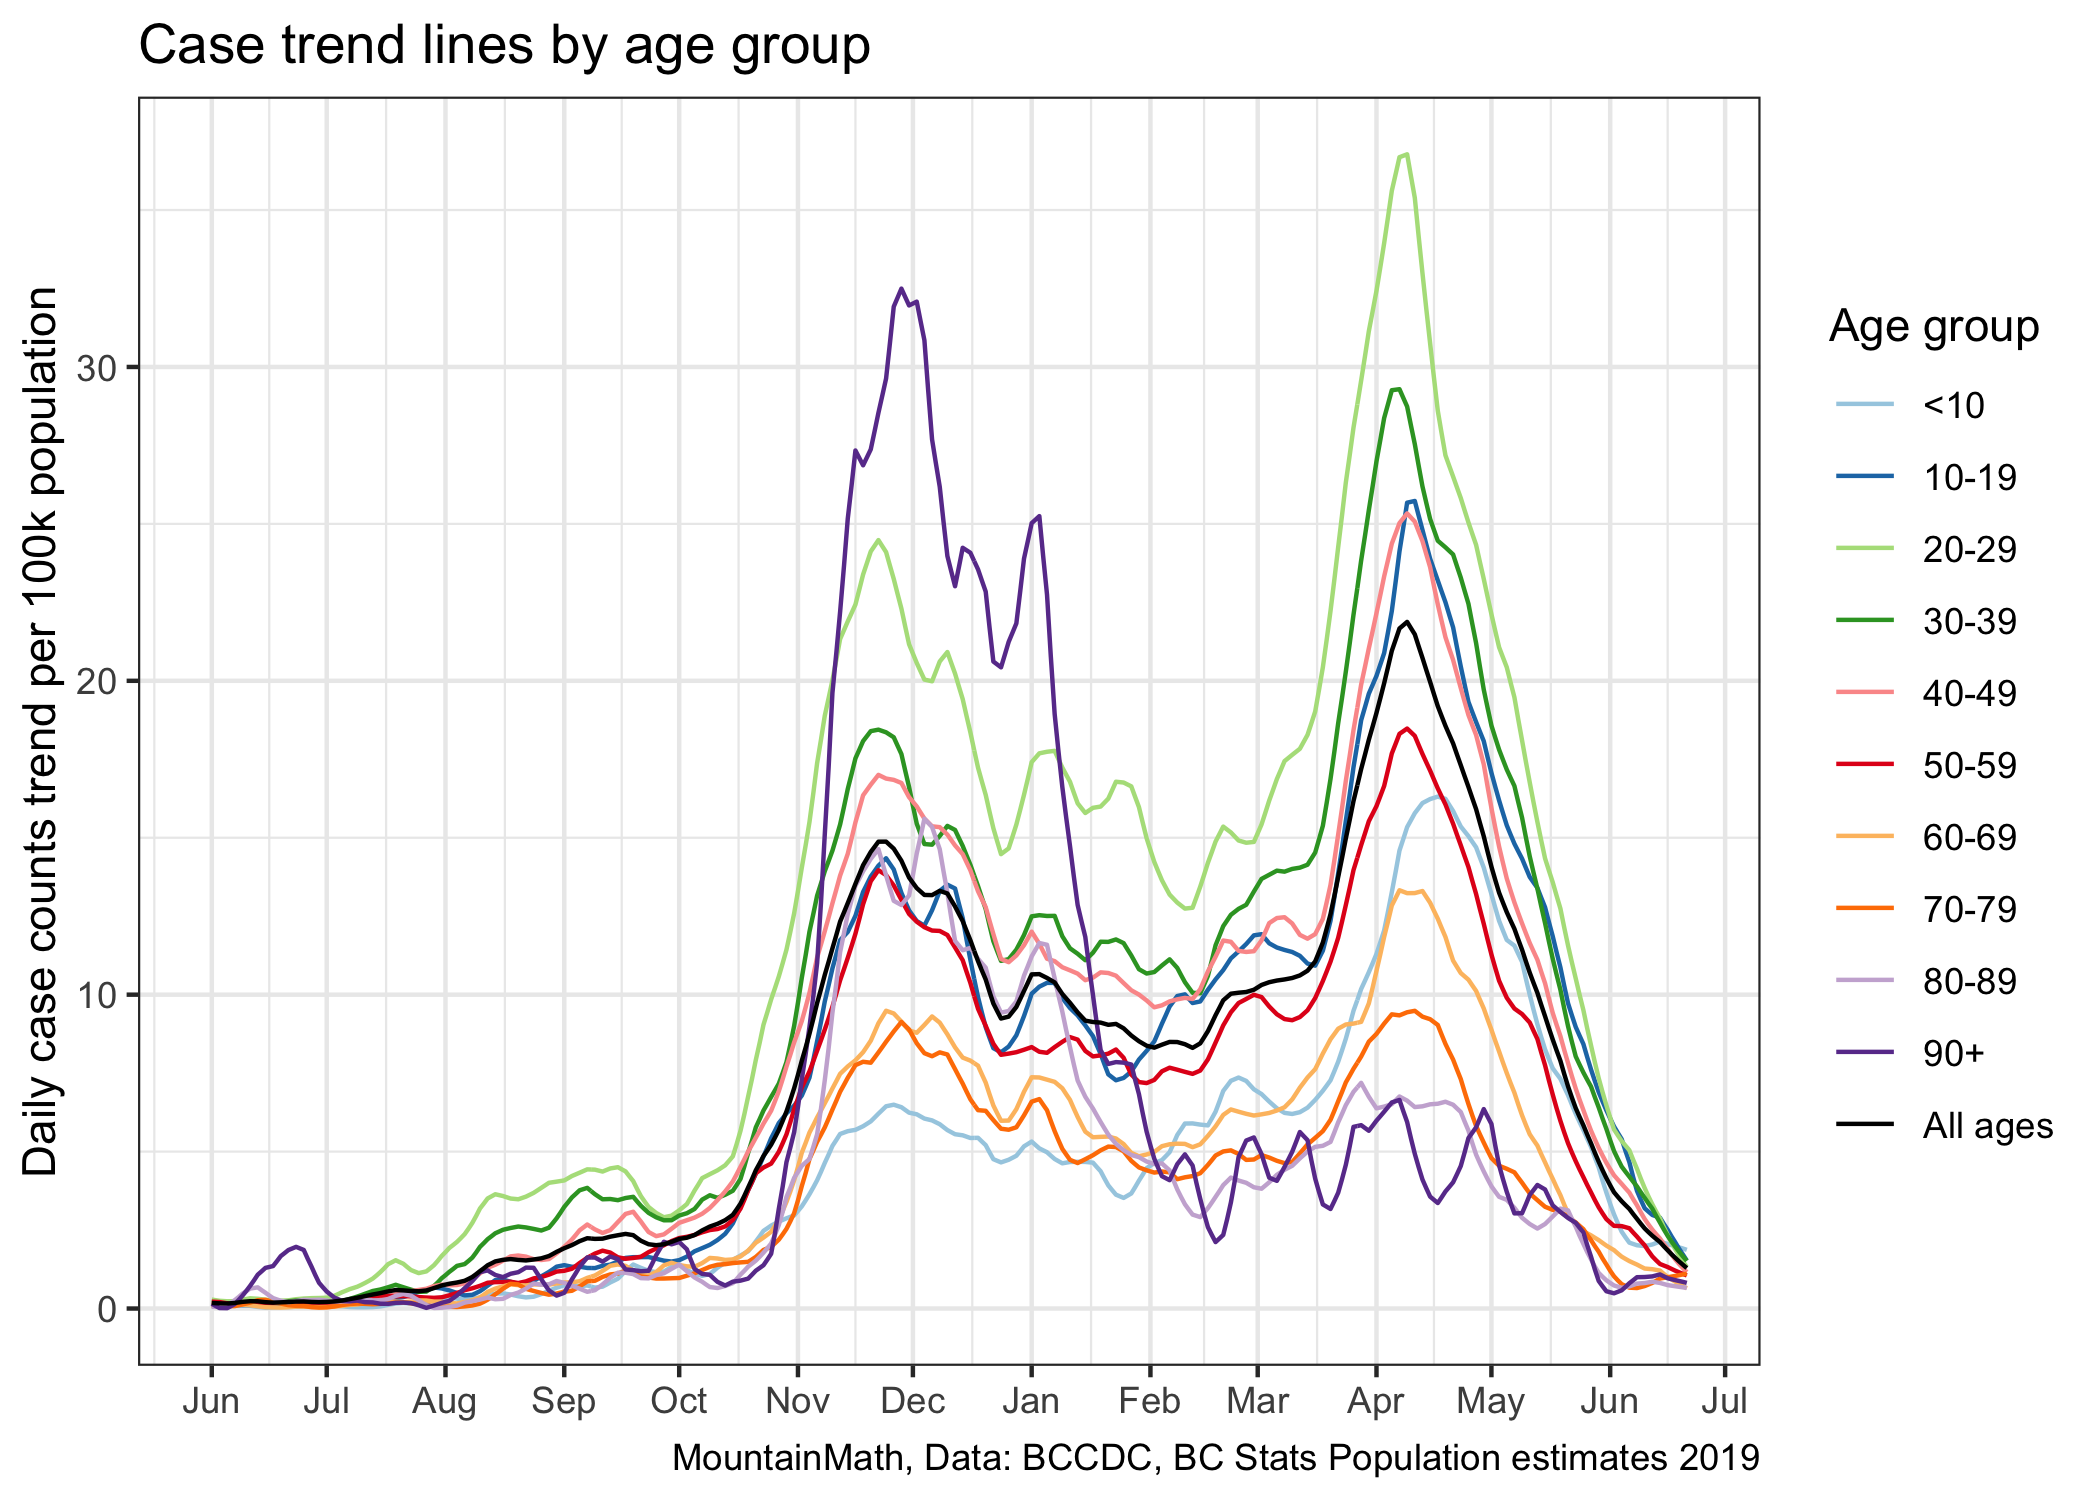 Case trend lines by age group
Daily case counts trend per 100k population
30
20
10
0
Jun Jul Aug Sep Oct Nov Dec Jan Feb Mar Apr May Jun Jul
Age group
<10
10-19
20-29
30-39
40-49
50-59
60-69
70-79
80-89
90+
All ages
MountainMath, Data: BCCDC, BC Stats Population estimates 2019